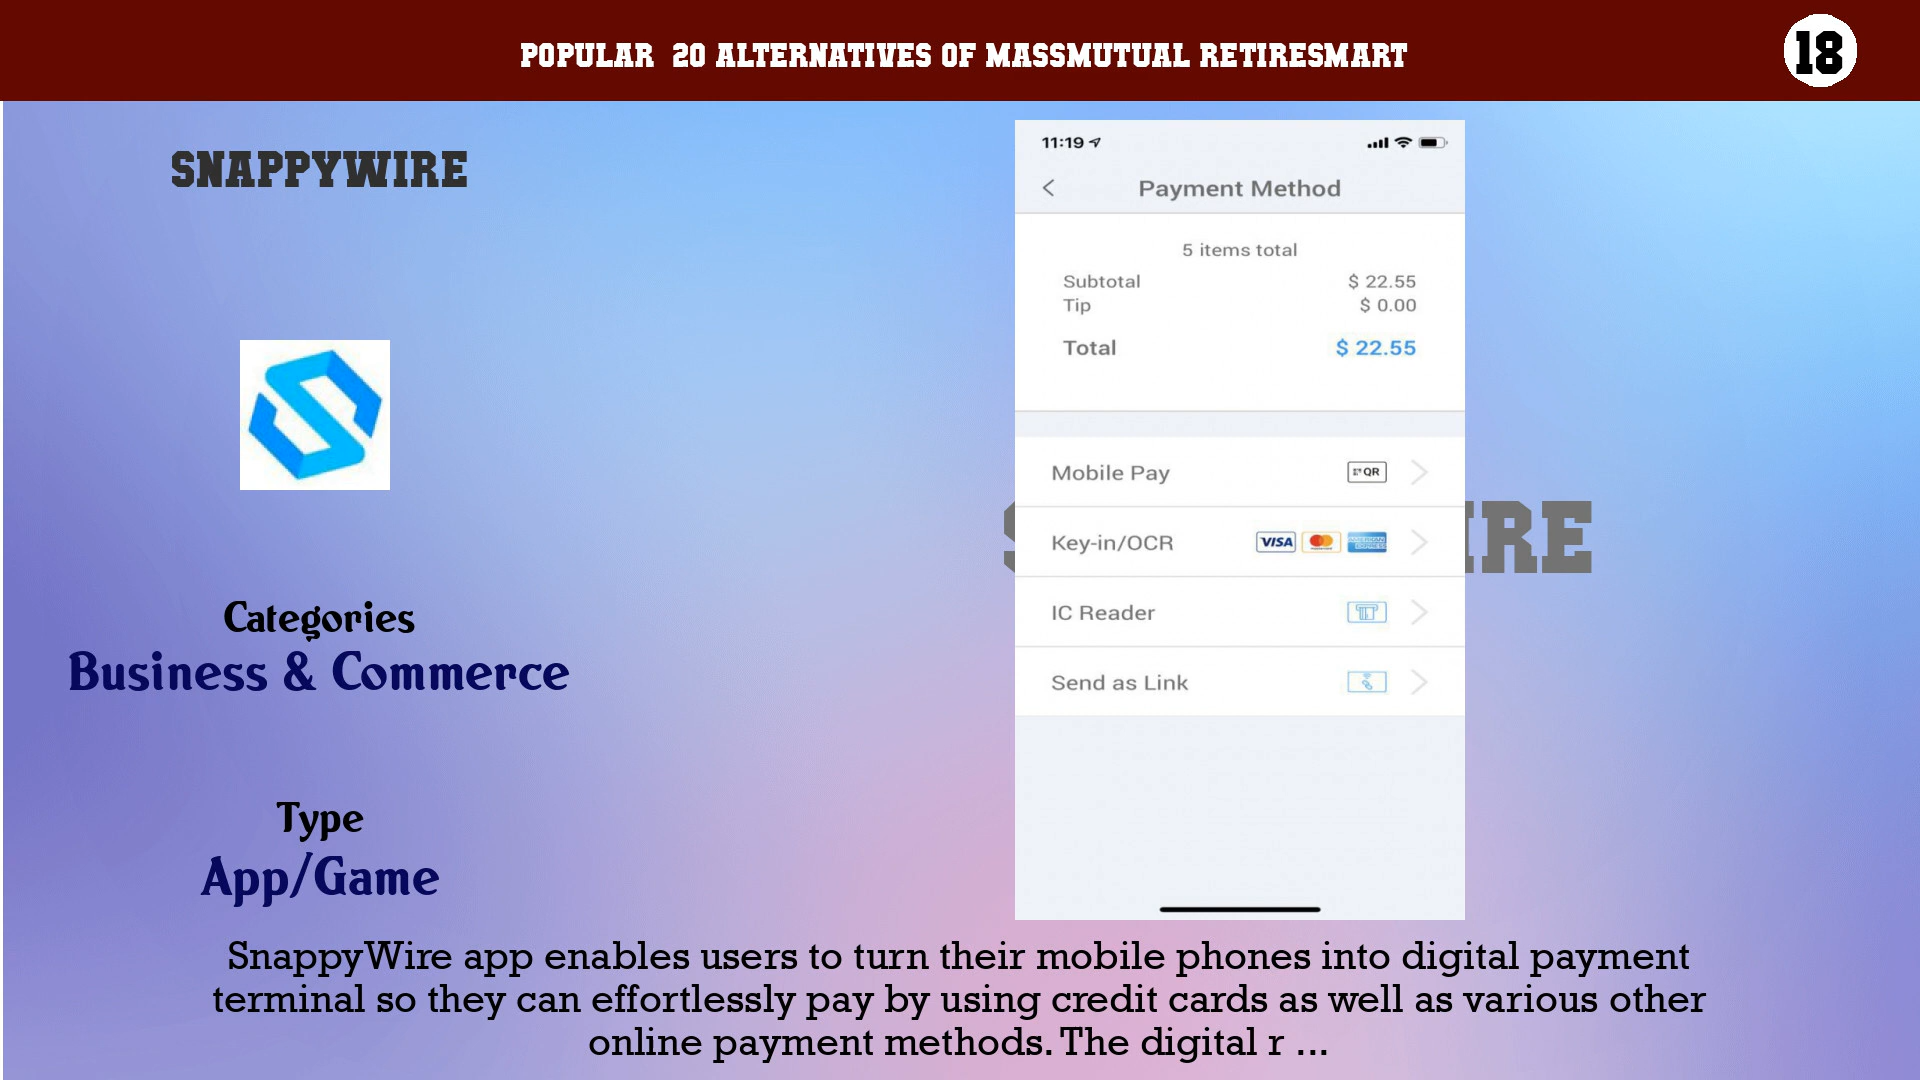 POPULAR 20 ALTERNATIVES OF MASSMUTUAL RETIRESMART
18
SNAPPYWIRE
Categories
Business & Commerce
Type
App/Game
11:19
Payment Method
5 items total
Subtotal $ 22.55
Tip $ 0.00
Total $ 22.55
Mobile Pay QR
Key-in/OCR VISA AMERICAN EXPRESS
IC Reader
Send as Link
IRE
SnappyWire app enables users to turn their mobile phones into digital payment
terminal so they can effortlessly pay by using credit cards as well as various other
online payment methods. The digital r ...